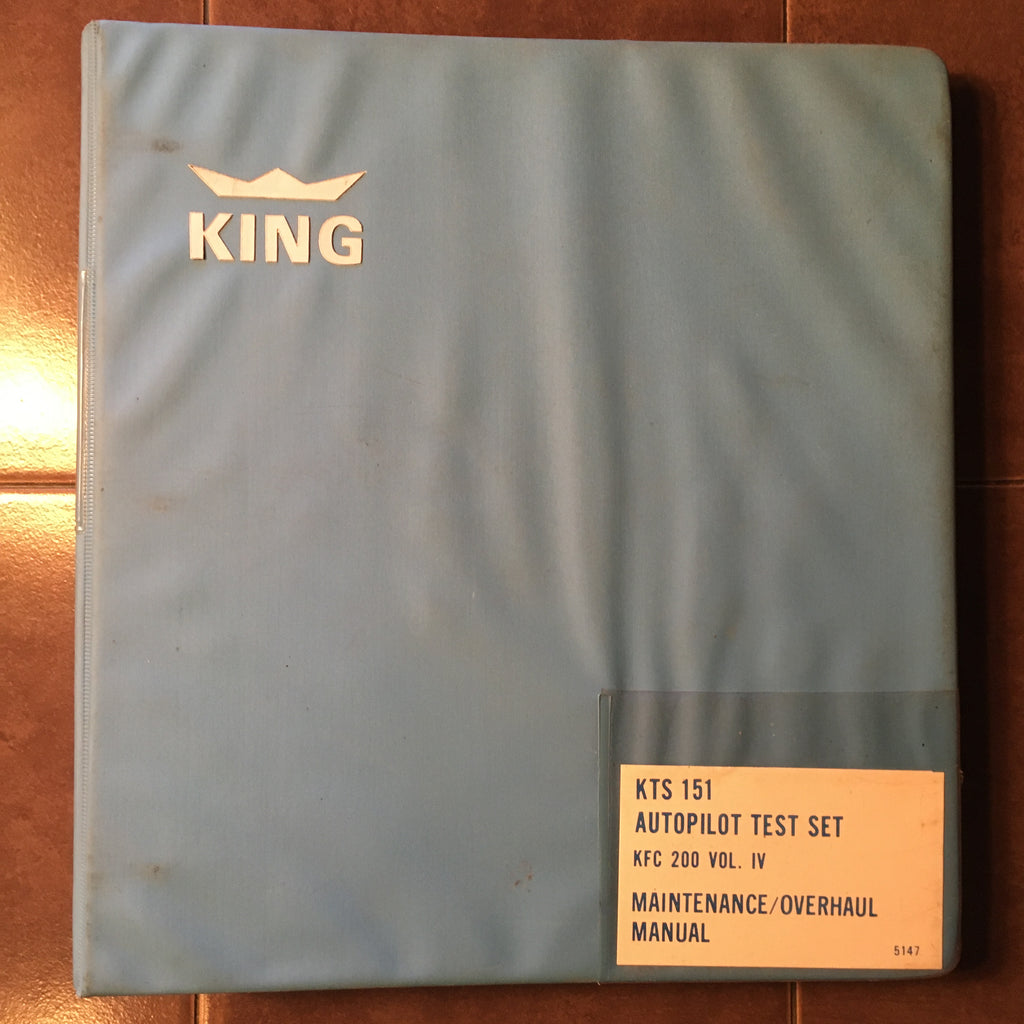 KING
KTS 151
AUTOPILOT TEST SET
KFC 200 VOL. IV
MAINTENANCE/OVERHAUL
MANUAL
5147